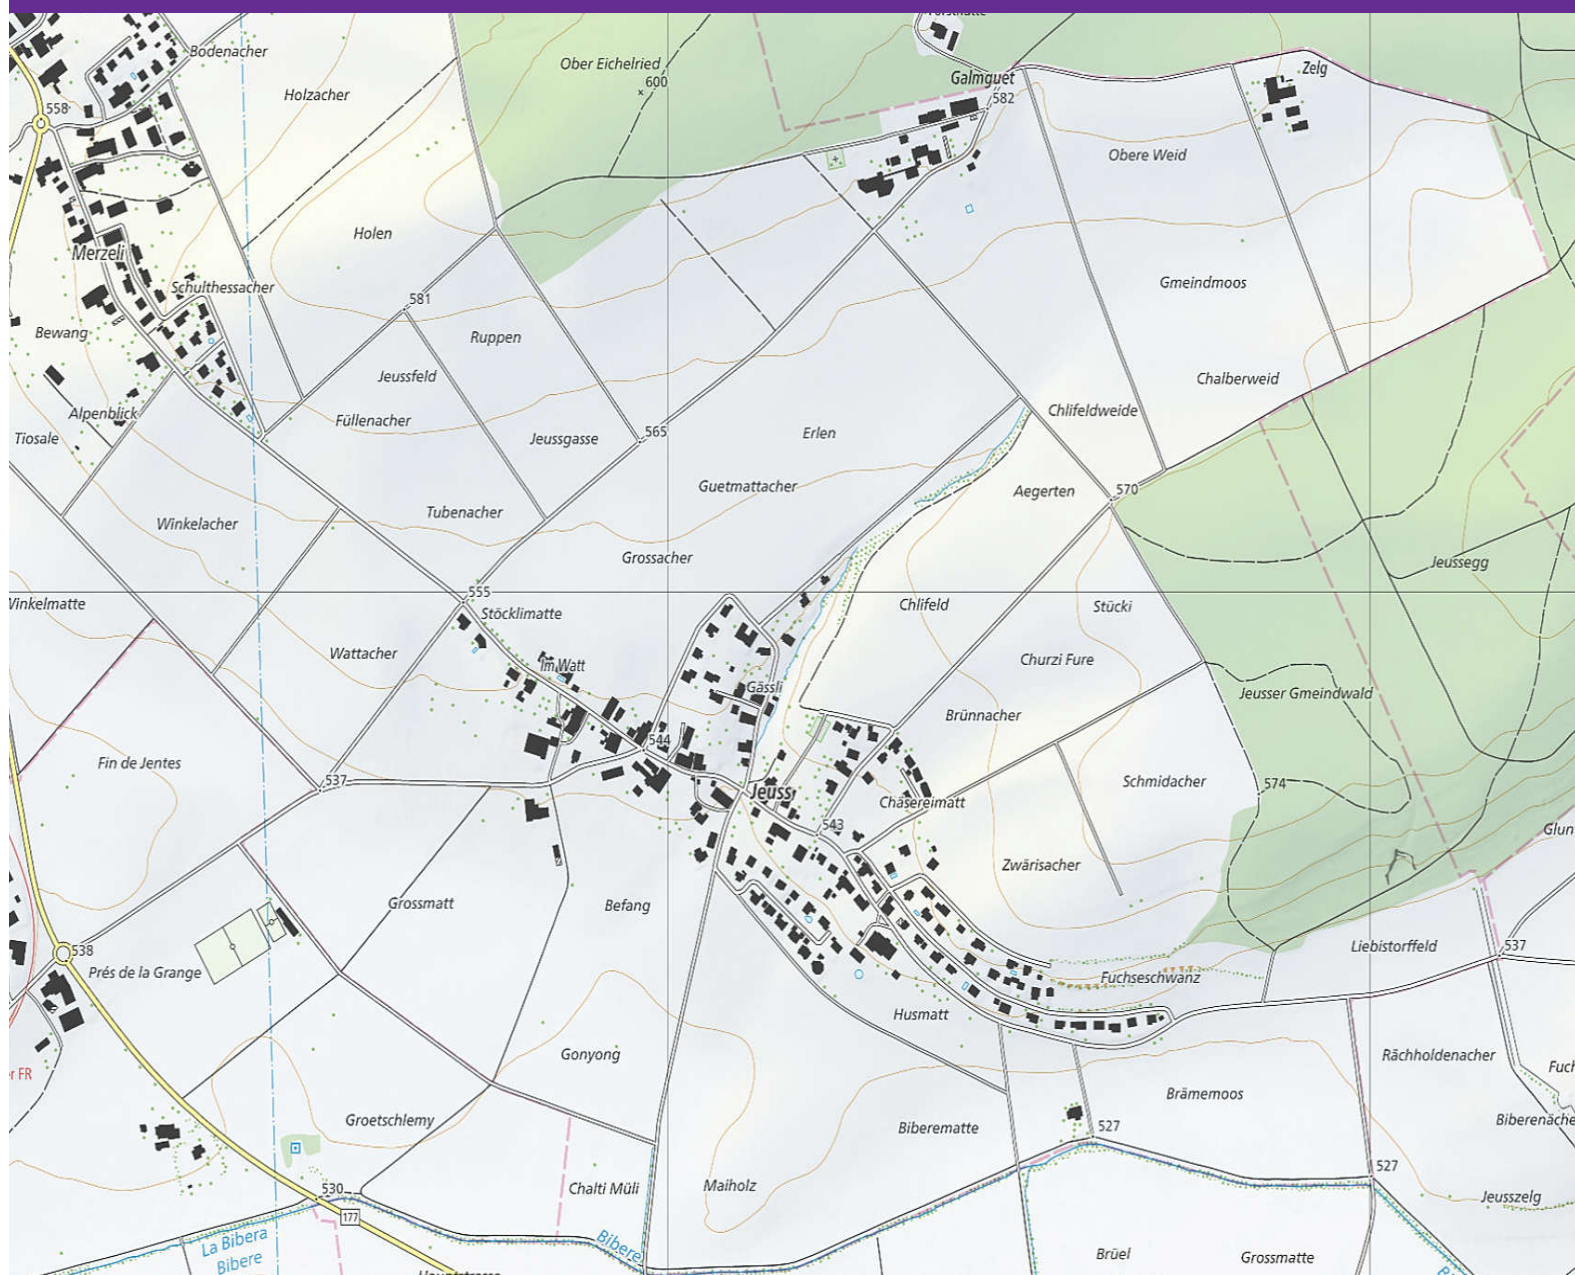 Bodenacher
Ober Eichelried
600
Galmguet
582
Zelg
Holzacher
558
Obere Weid
Holen
Merzeli
Schulthessacher
581
Gmeindmoos
Bewang
Ruppen
Jeussfeld
Chalberweid
Alpenblick
Füllenacher
Chlifeldweide
Tiosale
Jeussgasse
565
Erlen
Guetmattacher
Aegerten
570
Winkelacher
Tubenacher
Grossacher
Jeussegg
555
Stöcklimatte
Chlifeld
Stücki
Wattacher
Im Watt
Churzi Fure
Gässli
Jeusser Gmeindwald
Brünnacher
544
Fin de Jentes
537
Jeuss
Schmidacher
574
Chäsereimatt
543
Zwärisacher
Grossmatt
Befang
538
Prés de la Grange
Liebistorffeld
537
Fuchseschwanz
Husmatt
Gonyong
Rächholdenacher
Brämemoos
Groetschlemy
Biberematte
527
527
Chalti Müli
Maiholz
530
177
Jeusszelg
La Bibera
Bibere
Bibere
Brüel
Grossmatte